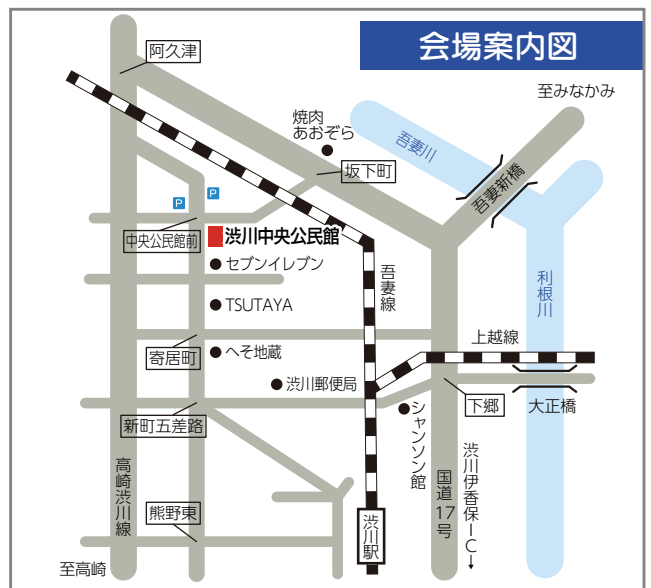 会場案内図
阿久津
至みなかみ
焼肉
あおぞら
吾妻川
坂下町
吾妻新橋
P
P
中央公民館前
渋川中央公民館
セブンイレブン
吾妻線
利根川
TSUTAYA
上越線
寄居町
へそ地蔵
渋川郵便局
下郷
大正橋
新町五差路
シャンソン館
高崎渋川線
国道17号
渋川伊香保IC→
熊野東
渋川駅
至高崎